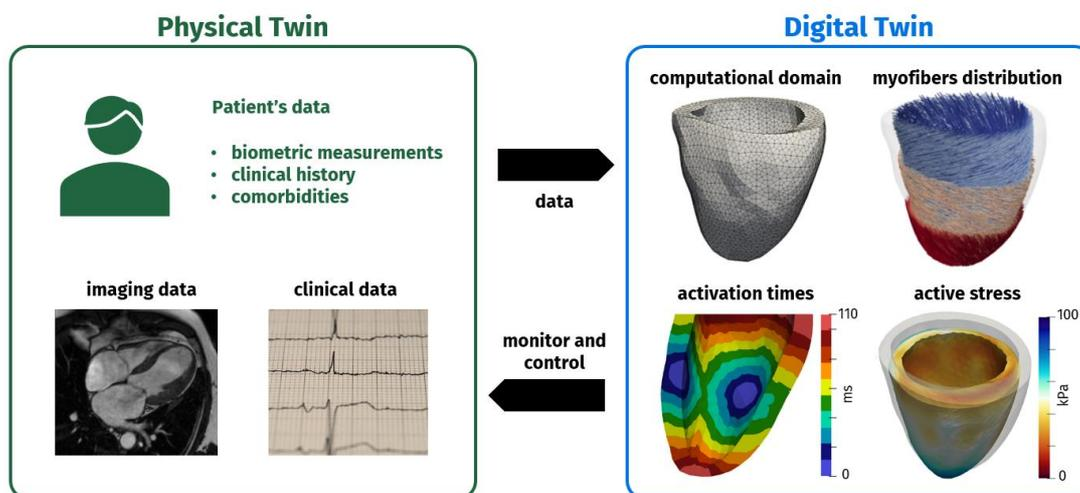 Physical Twin
Patient's data
• biometric measurements
• clinical history
• comorbidities
imaging data
clinical data
data
monitor and
control
Digital Twin
computational domain
myofibers distribution
activation times
110
ms
0
active stress
100
kPa
0